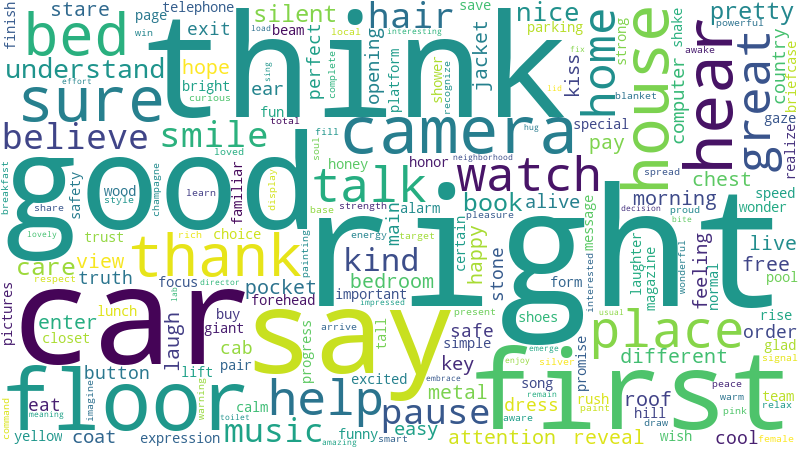 think
right
good
car
say
first
floor
camera
sure
house
hear
great
home
place
help
talk
watch
thank
believe
smile
bed
music
pause
kind
hair
understand
silent
nice
pretty
stare
page
telephone
exit
beam
finish
win
load
local
interesting
save
parking
strong
shake
powerful
awake
country
briefcase
hope
bright
curious
ear
fun
sing
effort
total
perfect
complete
opening
platform
jacket
shower
recognize
kiss
fix
lid
blanket
computer
gaze
realize
hug
special
pay
spread
chest
speed
wonder
breakfast
safety
wood
style
champagne
loved
learn
share
familiar
display
fill
soul
honey
honor
neighborhood
base
strength
main
alarm
book
alive
pleasure
certain
message
morning
decision
proud
bite
live
free
pool
lovely
trust
choice
rich
painting
energy
target
happy
stone
bedroom
important
impressed
form
interested
laughter
magazine
feeling
wonderful
normal
usual
care
view
respect
truth
focus
director
lab
pocket
forehead
pictures
enter
lunch
closet
laugh
buy
giant
arrive
progress
tall
present
safe
simple
shoes
enjoy
emerge
silver
promise
different
order
rise
glad
signal
button
lift
cab
pair
excited
embrace
key
metal
song
remain
dress
rush
paint
aware
roof
hill
draw
peace
warm
pink
team
relax
command
eat
meaning
imagine
warning
toilet
calm
yellow
coat
expression
funny
amazing
smart
easy
attention
reveal
wish
cool
female